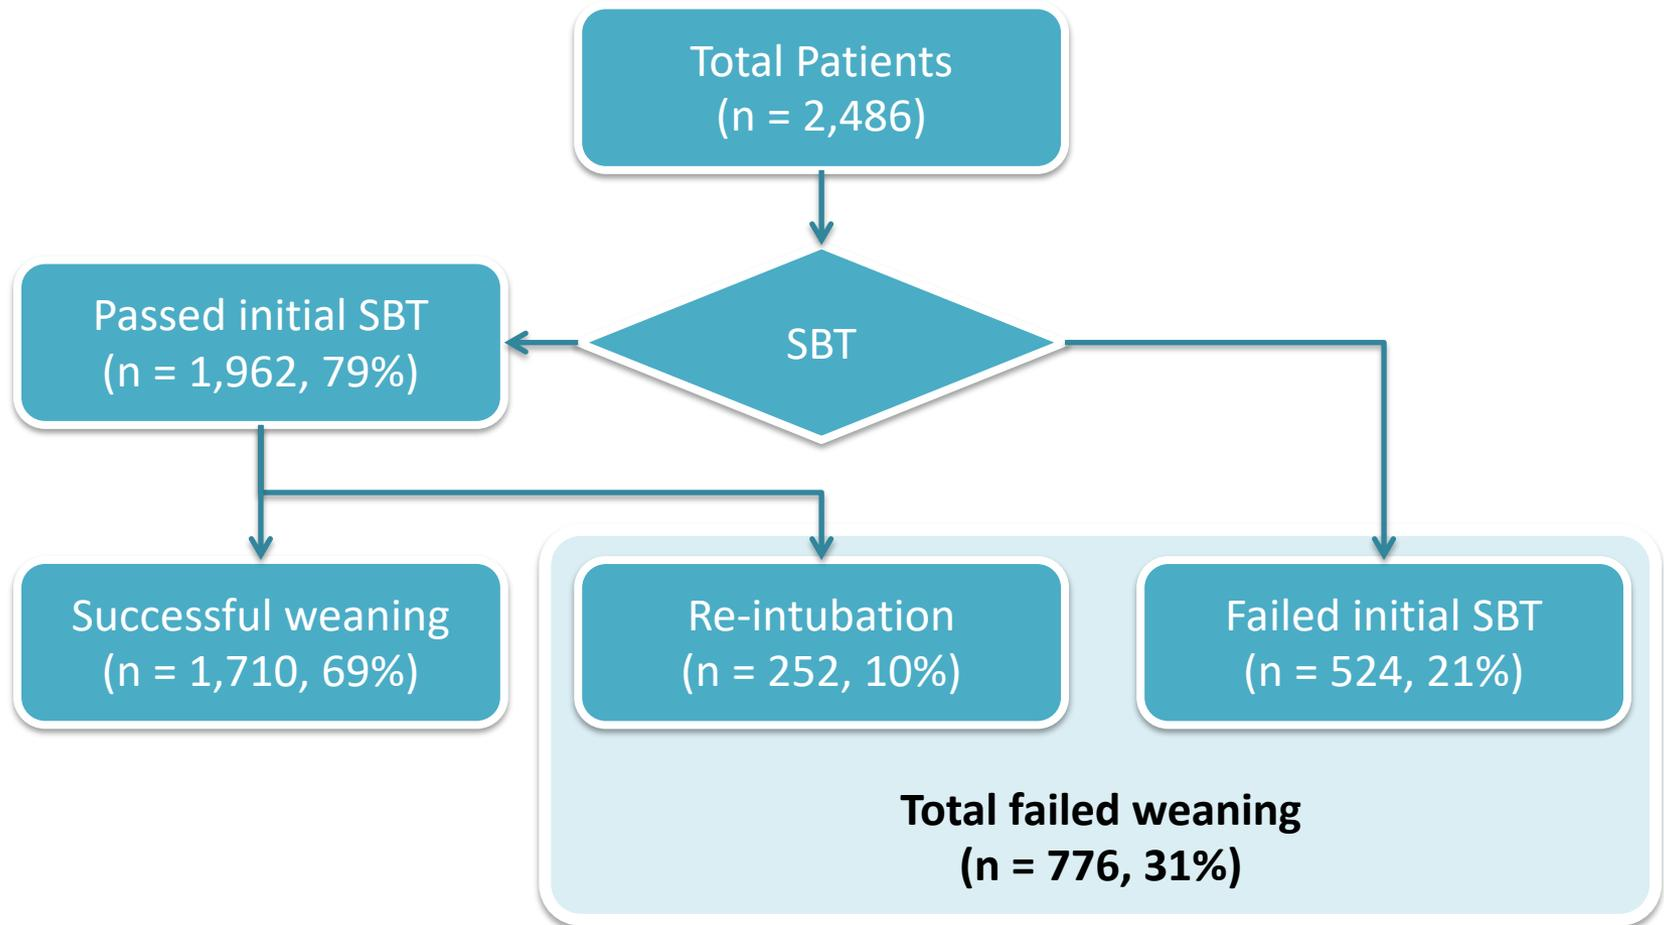 Total Patients
(n = 2,486)
Passed initial SBT
(n = 1,962, 79%)
SBT
Successful weaning
(n = 1,710, 69%)
Re-intubation
(n = 252, 10%)
Failed initial SBT
(n = 524, 21%)
Total failed weaning
(n = 776, 31%)